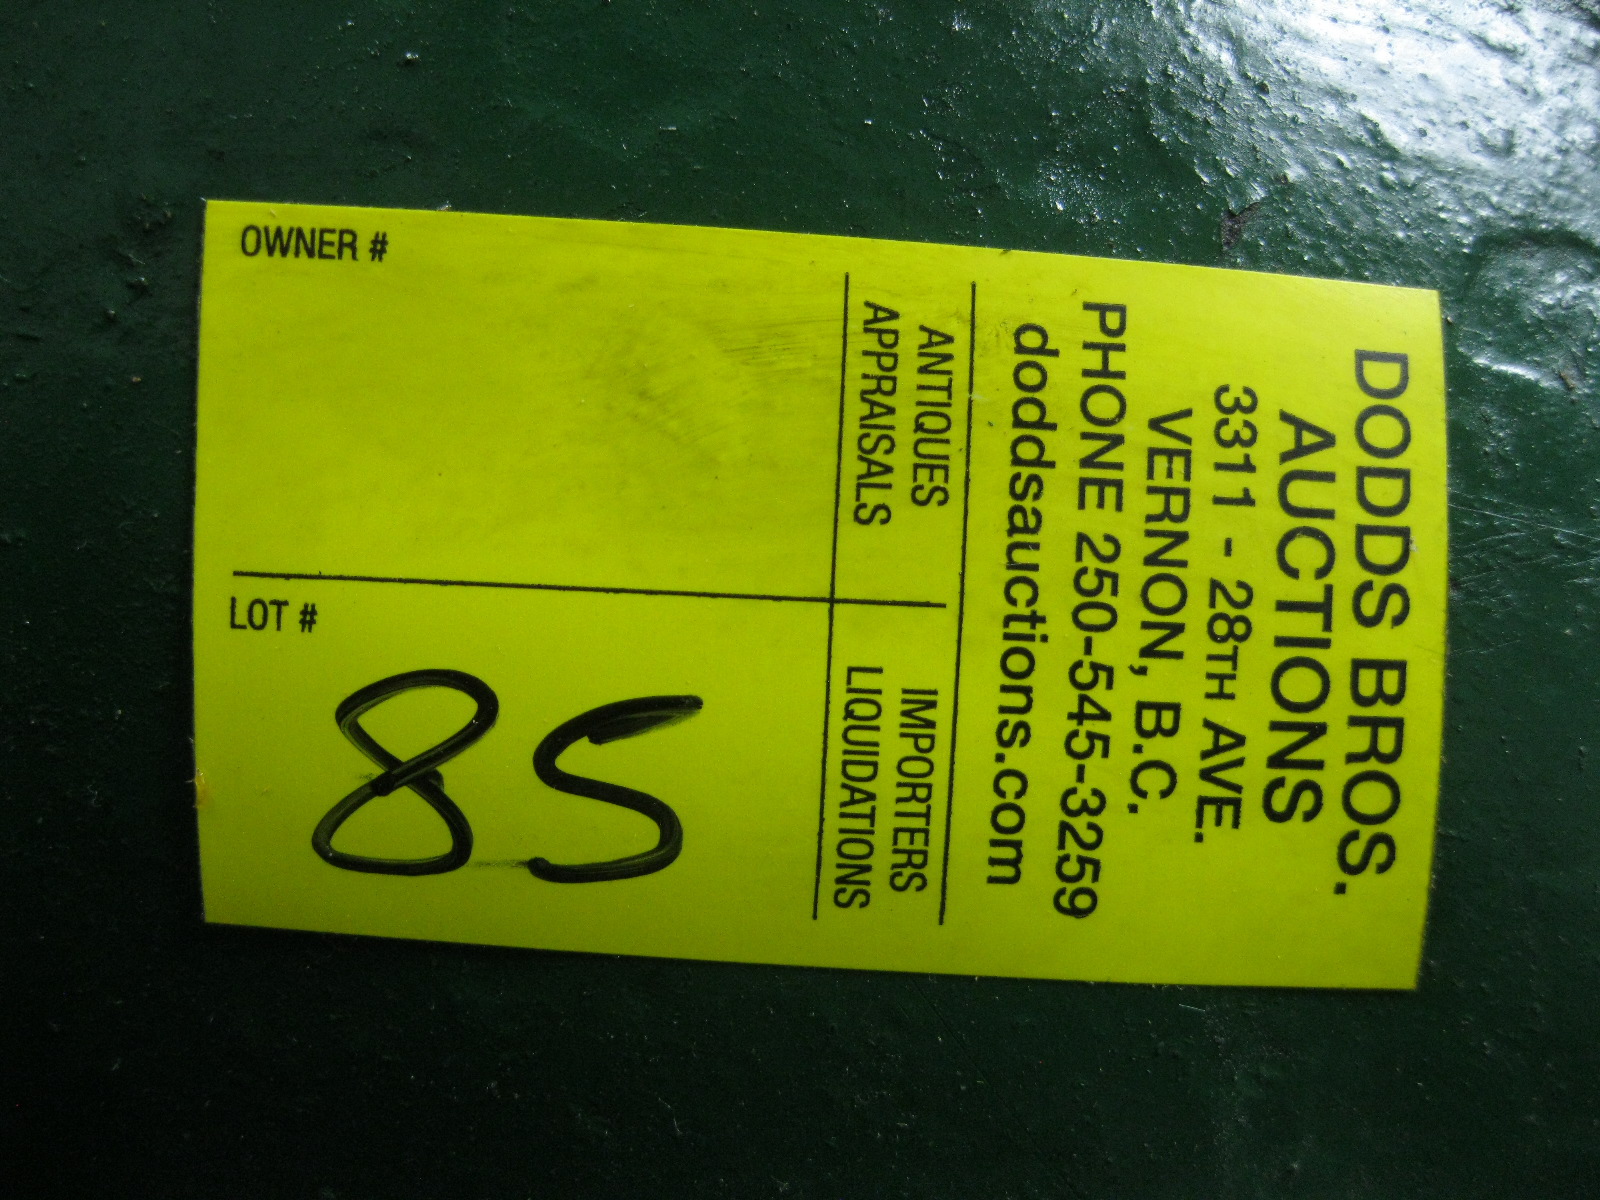 DODDS BROS.
AUCTIONS
3311 - 28TH AVE.
VERNON, B.C.
PHONE 250-545-3259
doddsauctions.com
ANTIQUES
APPRAISALS
IMPORTERS
LIQUIDATIONS
OWNER #
LOT #
85